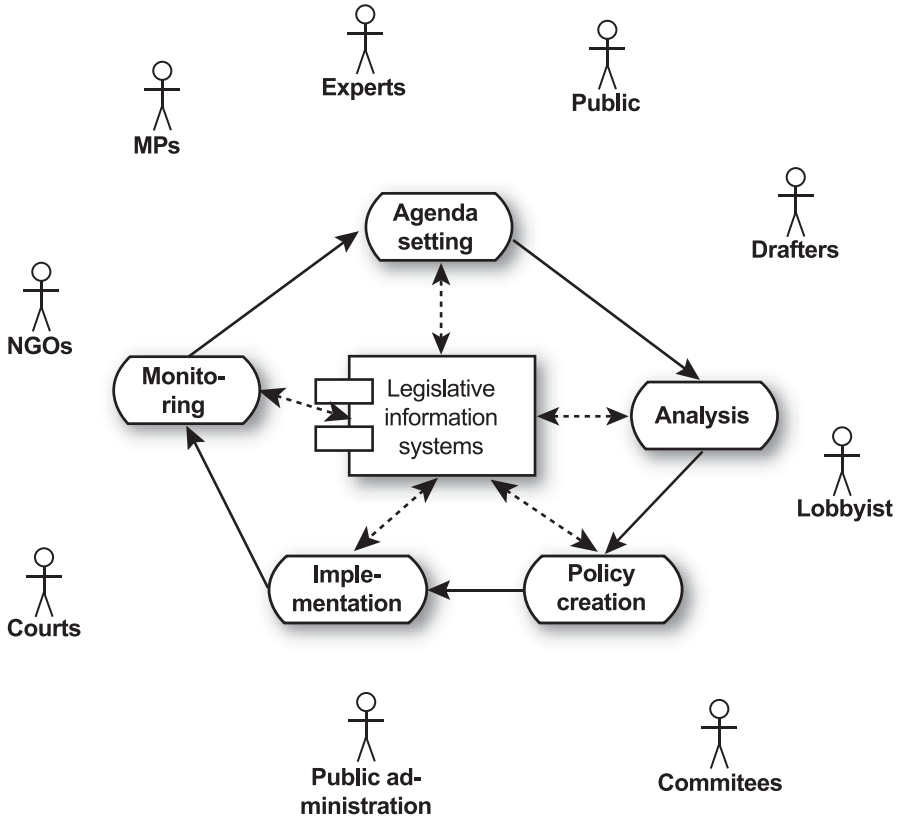 Experts
Public
MPs
Drafters
Agenda
setting
NGOs
Monito-
ring
Legislative
information
systems
Analysis
Lobbyist
Imple-
mentation
Policy
creation
Courts
Public ad-
ministration
Commitees